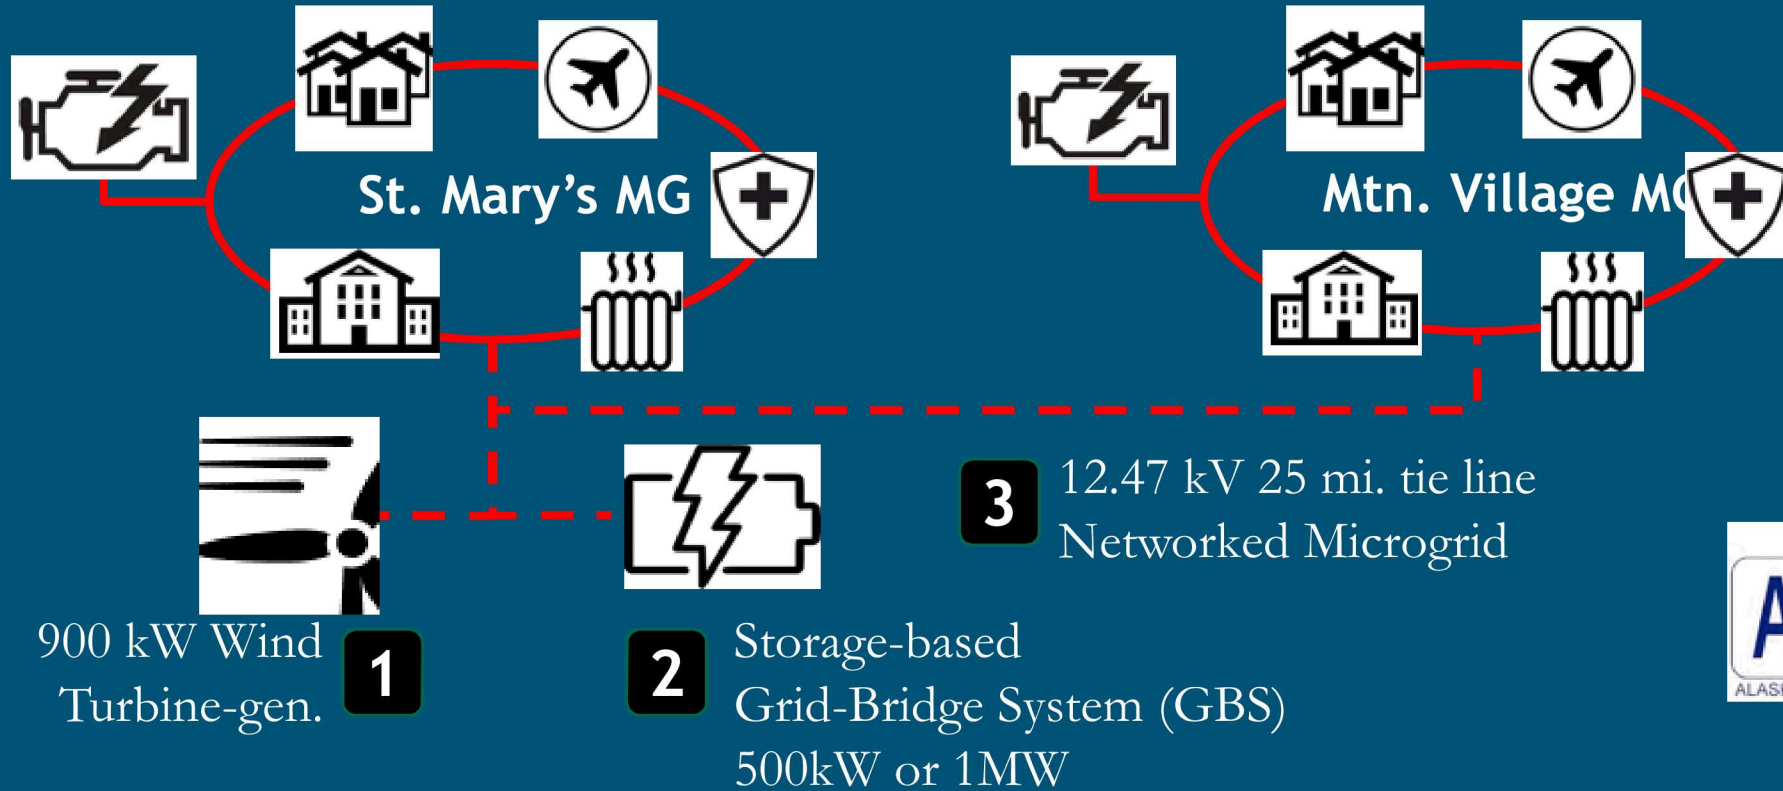 St. Mary's MG
Mtn. Village
3
12.47 kV 25 mi. tie line
Networked Microgrid
900 kW Wind
Turbine-gen.
1
2
Storage-based
Grid-Bridge System (GBS)
500kW or 1MW